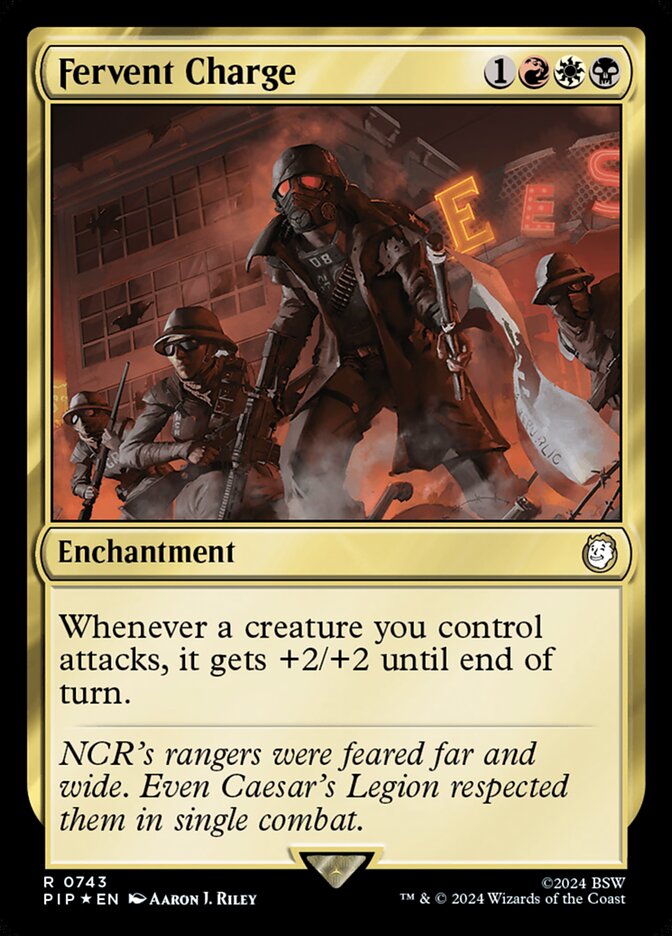 Fervent Charge
1
E E S
08
Enchantment
Whenever a creature you control
attacks, it gets +2/+2 until end of
turn.
NCR's rangers were feared far and
wide. Even Caesar's Legion respected
them in single combat.
R 0743
PIP★EN Aaron J. Riley
©2024 BSW
™ & © 2024 Wizards of the Coast